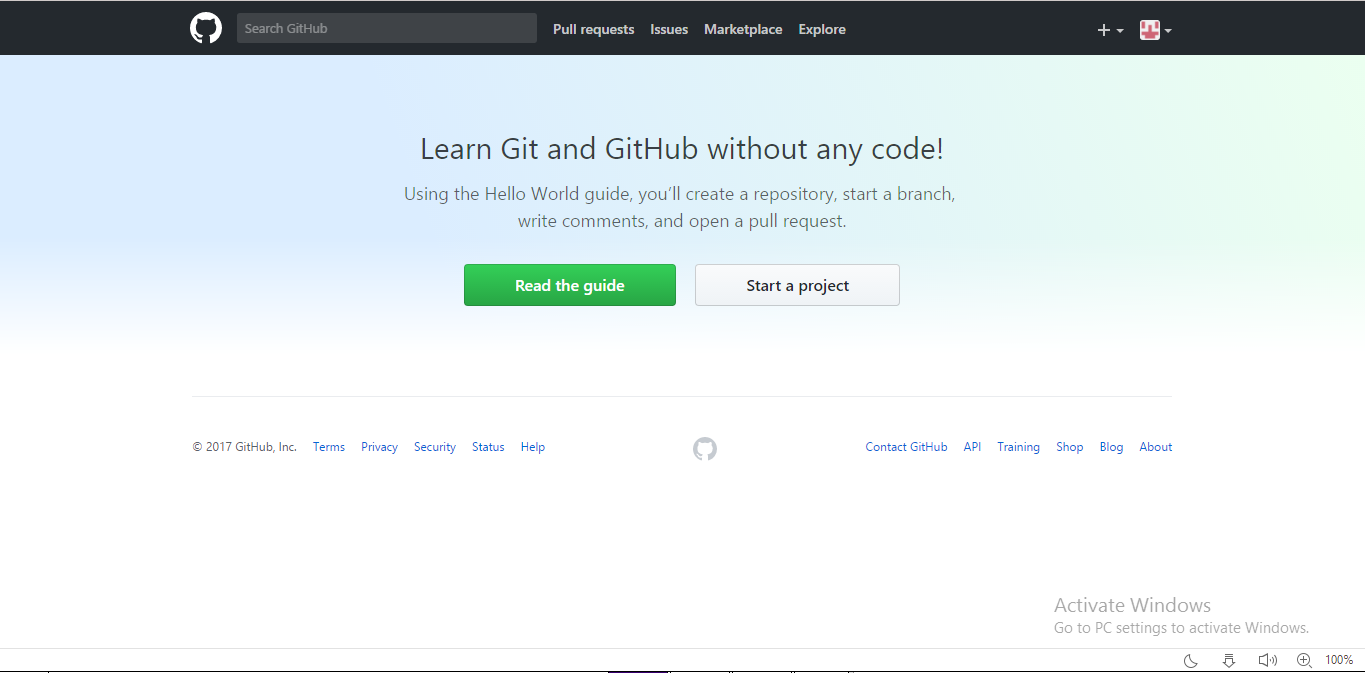 Search GitHub Pull requests Issues Marketplace Explore
Learn Git and GitHub without any code!
Using the Hello World guide, you’ll create a repository, start a branch,
write comments, and open a pull request.
Read the guide Start a project
© 2017 GitHub, Inc. Terms Privacy Security Status Help Contact GitHub API Training Shop Blog About
Activate Windows
Go to PC settings to activate Windows.
100%